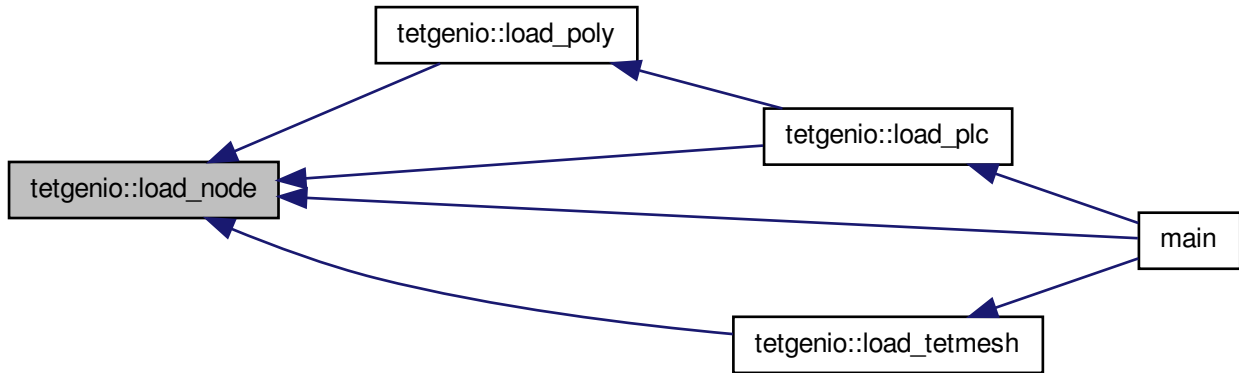 tetgenio::load_poly
tetgenio::load_plc
tetgenio::load_node
main
tetgenio::load_tetmesh